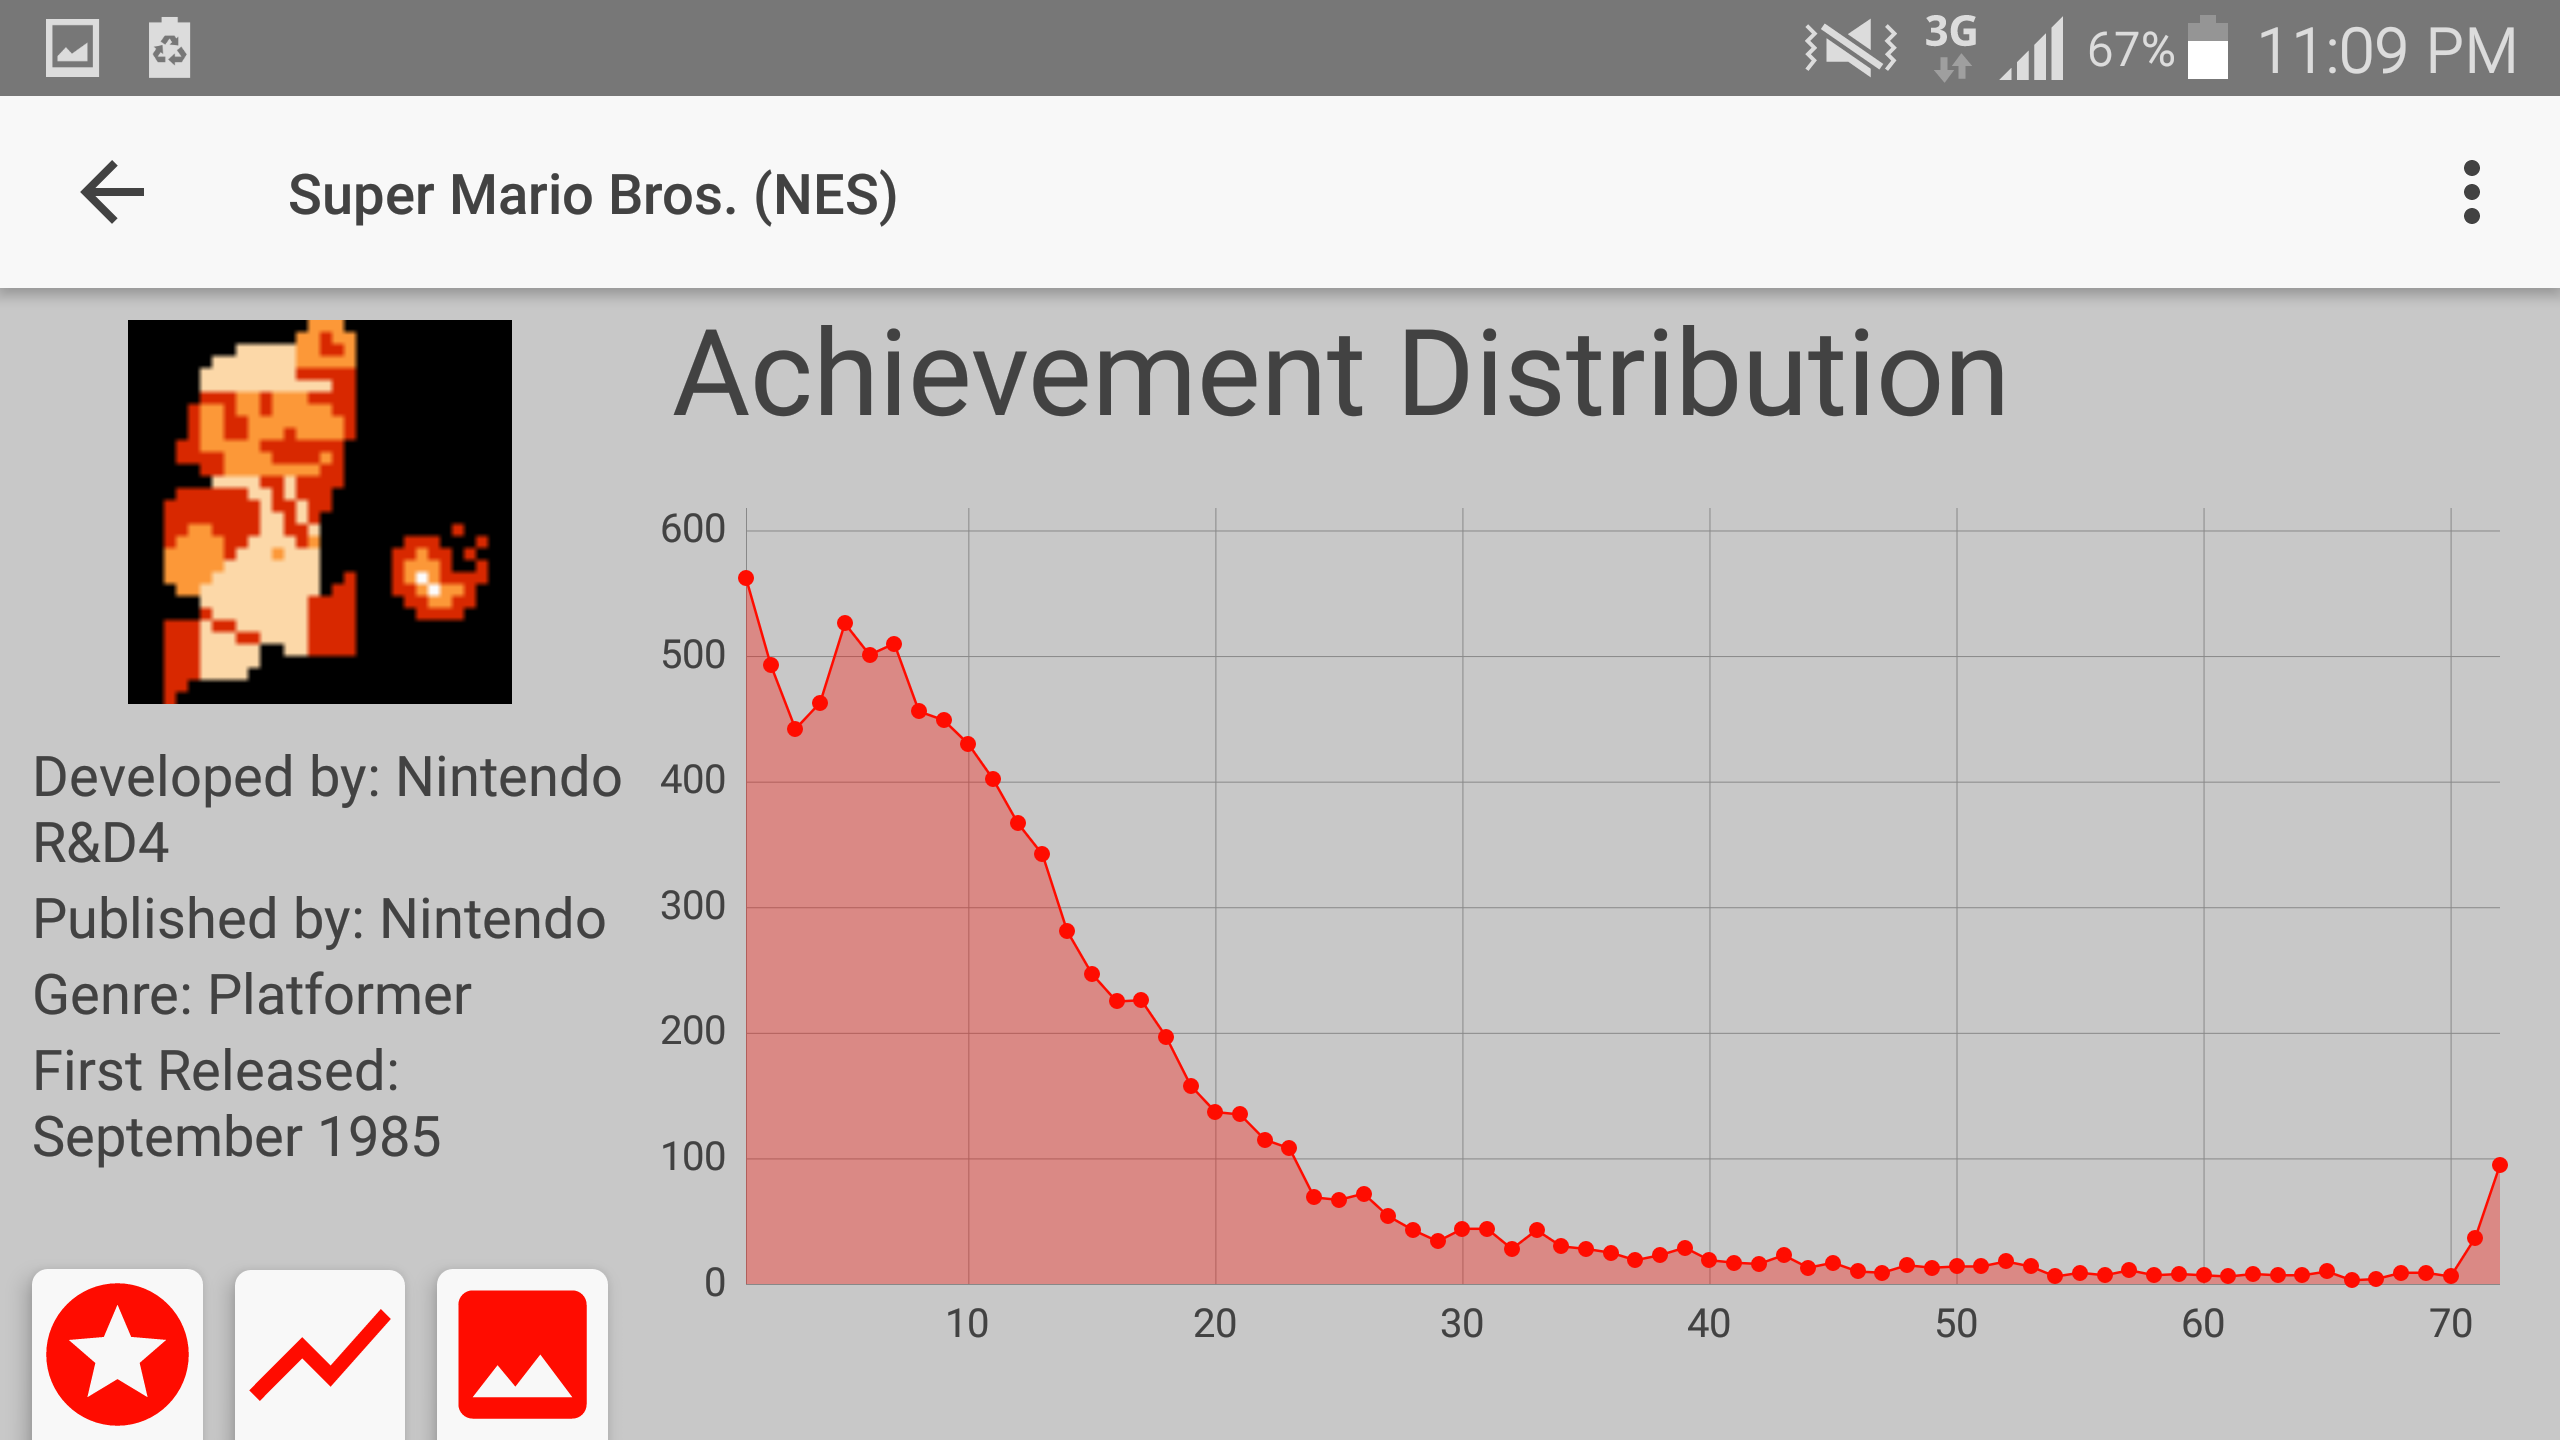 3G
67%
11:09 PM
Super Mario Bros. (NES)
Developed by: Nintendo
R&D4
Published by: Nintendo
Genre: Platformer
First Released:
September 1985
Achievement Distribution
600
500
400
300
200
100
0
10 20 30 40 50 60 70